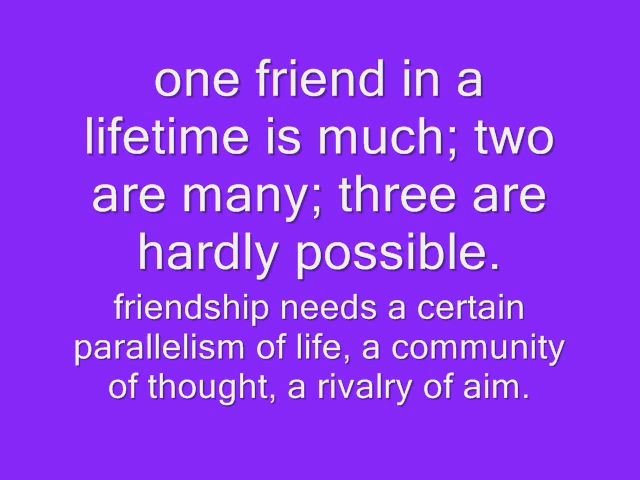 one friend in a
lifetime is much; two
are many; three are
hardly possible.
friendship needs a certain
parallelism of life, a community
of thought, a rivalry of aim.